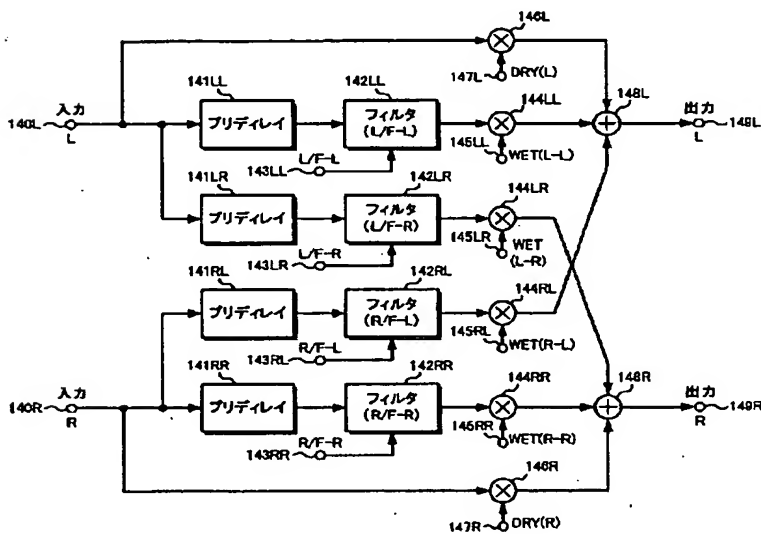 146L
147L DRY(L)
141LL
142LL
144LL
148L
入力
140L
L
プリディレイ
フィルタ
(L/F-L)
出力
149L
L
L/F-L
143LL
145LL WET(L-L)
141LR
142LR
144LR
プリディレイ
フィルタ
(L/F-R)
145LR WET
(L-R)
L/F-R
143LR
141RL
142RL
144RL
プリディレイ
フィルタ
(R/F-L)
145RL WET(R-L)
R/F-L
143RL
141RR
142RR
144RR
148R
入力
140R
R
プリディレイ
フィルタ
(R/F-R)
出力
149R
R
R/F-R
143RR
145RR WET(R-R)
146R
147R DRY(R)